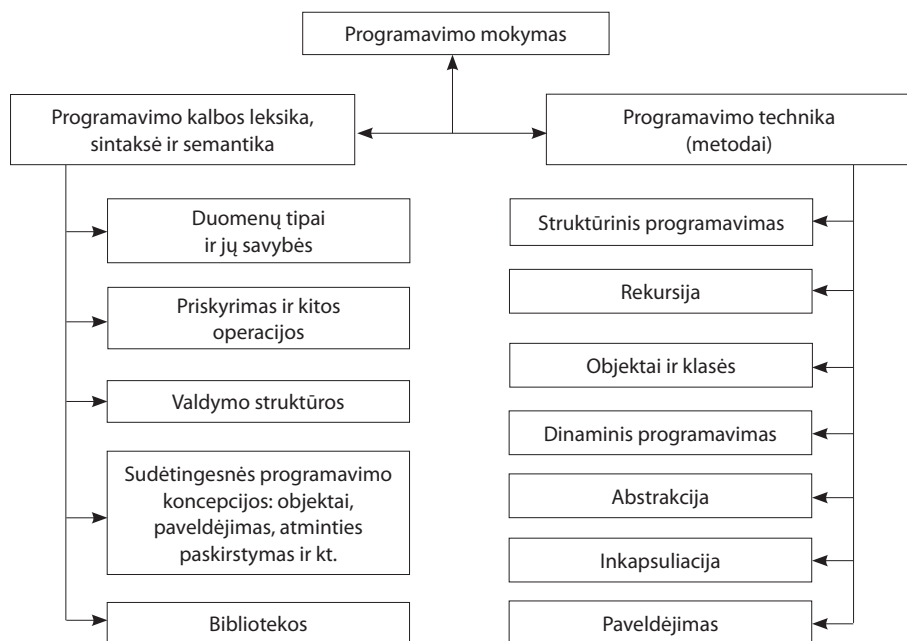 Programavimo mokymas
Programavimo kalbos leksika,
sintaksė ir semantika
Duomenų tipai
ir jų savybės
Priskyrimas ir kitos
operacijos
Valdymo struktūros
Sudėtingesnės programavimo
koncepcijos: objektai,
paveldėjimas, atminties
paskirstymas ir kt.
Bibliotekos
Programavimo technika
(metodai)
Struktūrinis programavimas
Rekursija
Objektai ir klasės
Dinaminis programavimas
Abstrakcija
Inkapsuliacija
Paveldėjimas